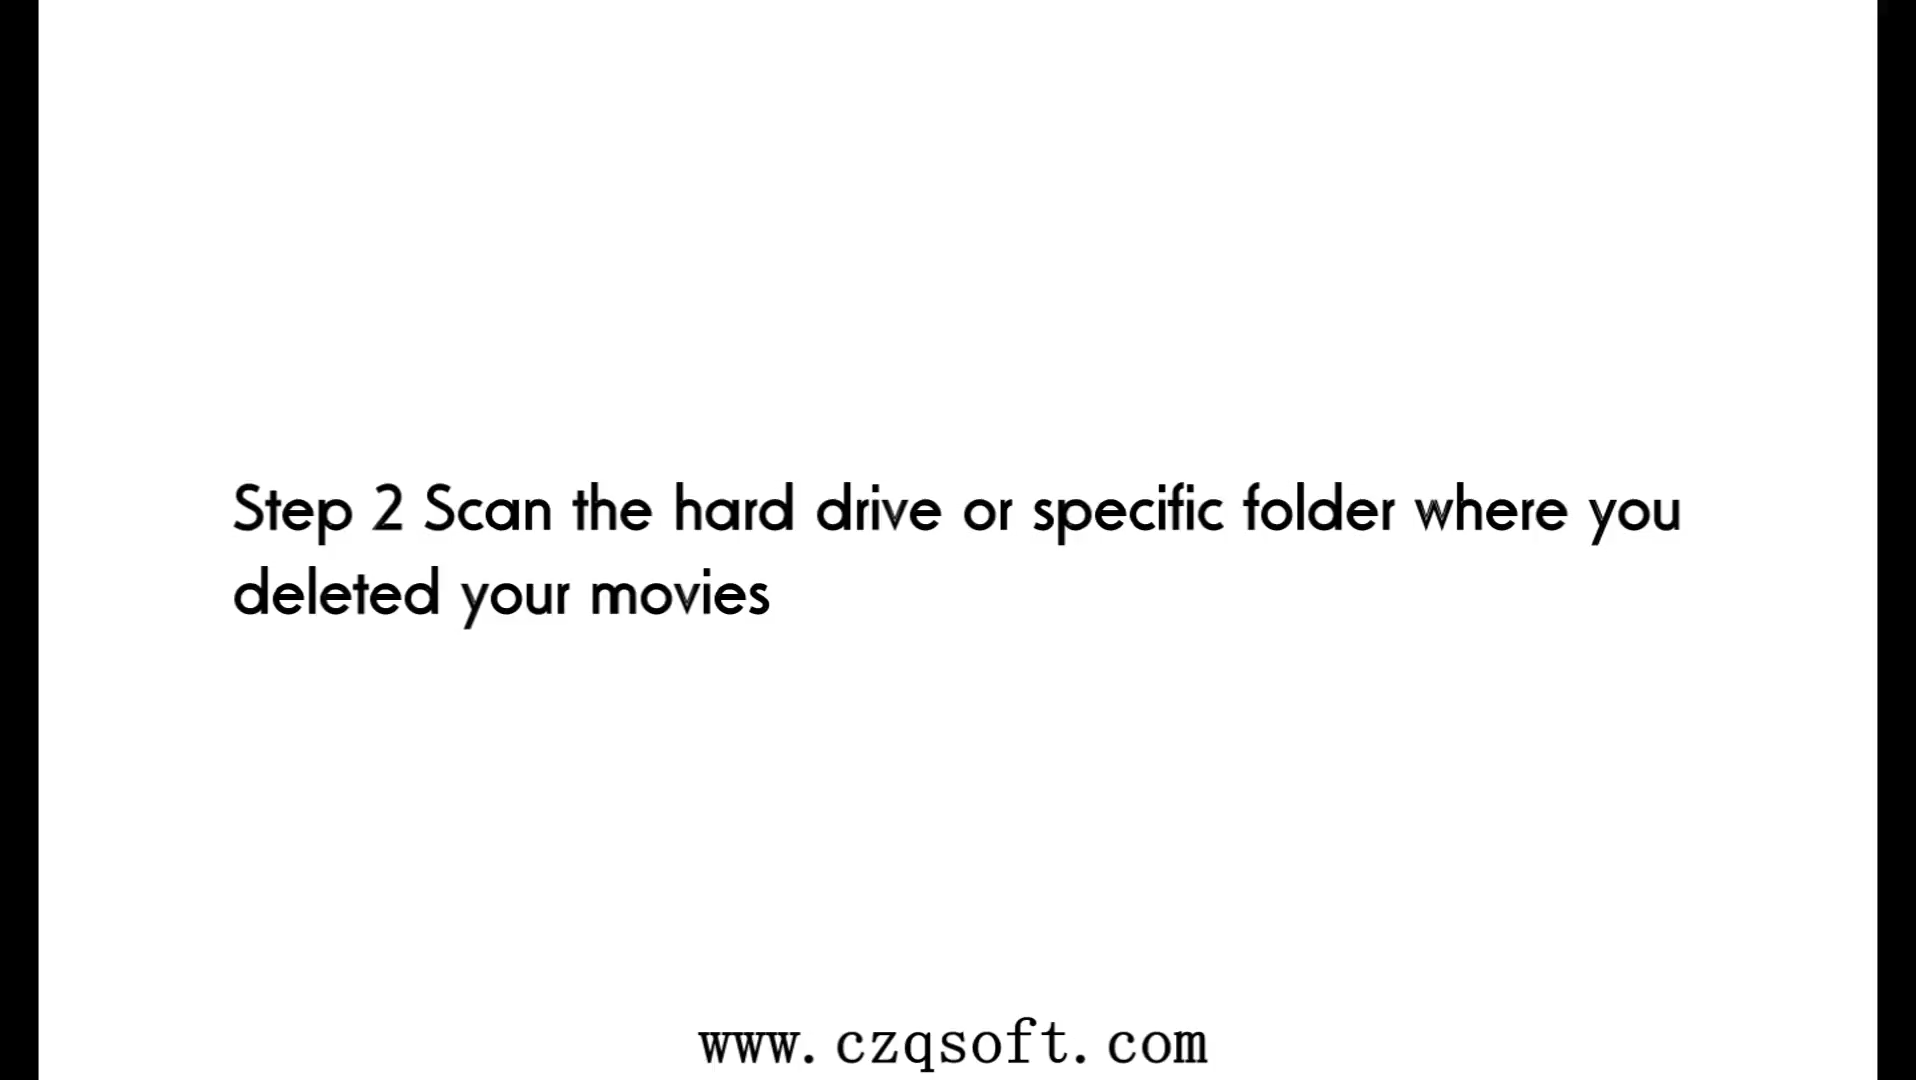 Step 2 Scan the hard drive or specific folder where you
deleted your movies
www.czqsoft.com